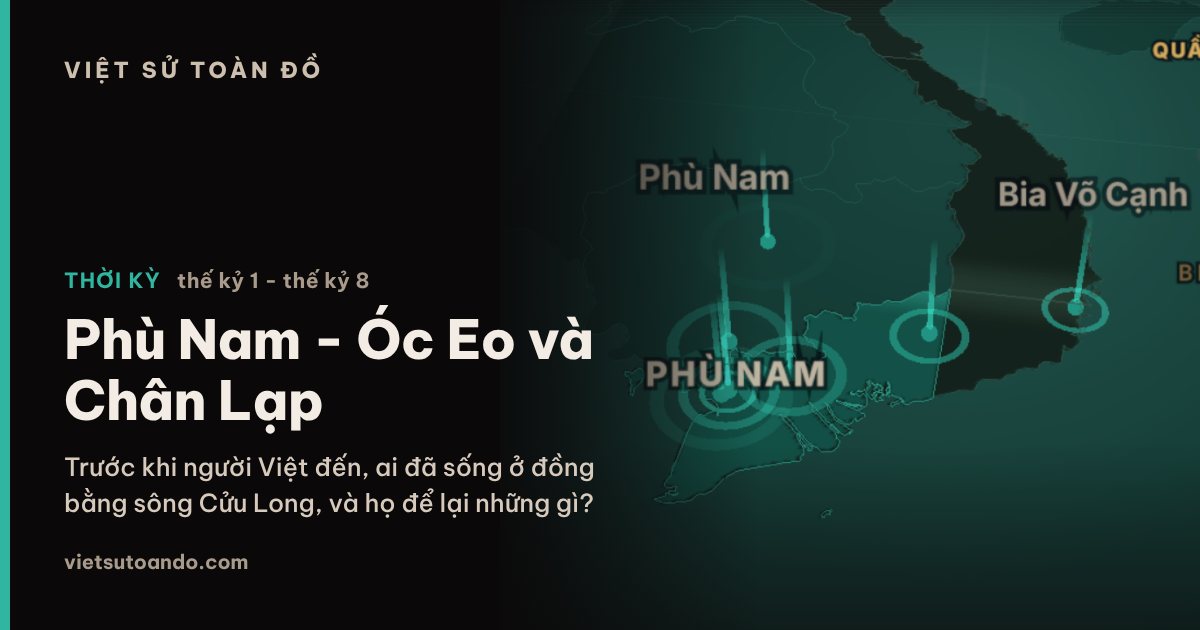 VIỆT SỬ TOÀN ĐỒ
THỜI KỲ thế kỷ 1 - thế kỷ 8
Phù Nam - Óc Eo và
Chân Lạp
Trước khi người Việt đến, ai đã sống ở đồng
bằng sông Cửu Long, và họ để lại những gì?
vietsutoando.com
Phù Nam
Bia Võ Cạnh
PHÙ NAM